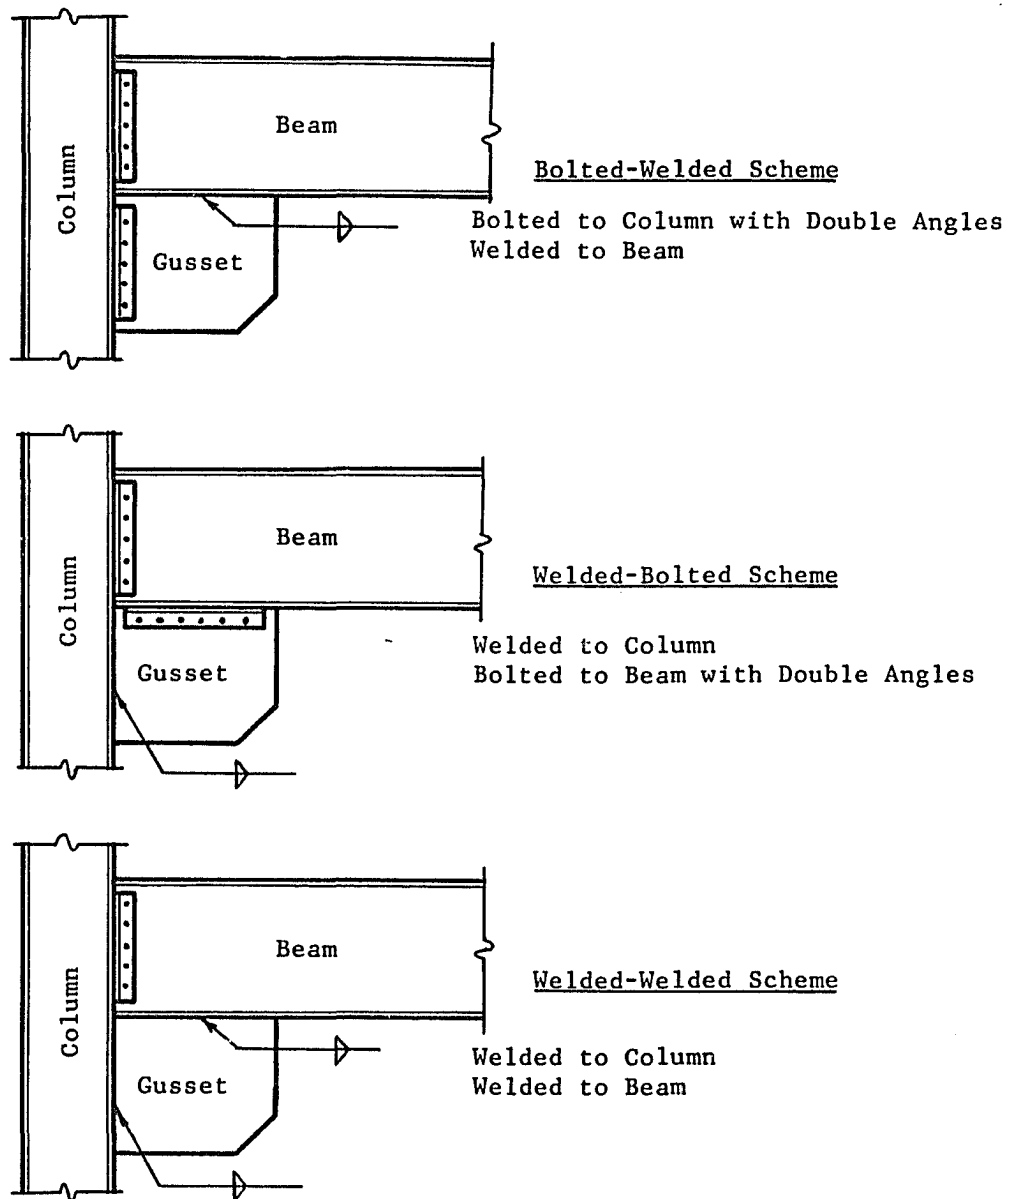 Column
Beam
Gusset
Bolted-Welded Scheme
Bolted to Column with Double Angles
Welded to Beam
Column
Beam
Gusset
Welded-Bolted Scheme
Welded to Column
Bolted to Beam with Double Angles
Column
Beam
Gusset
Welded-Welded Scheme
Welded to Column
Welded to Beam